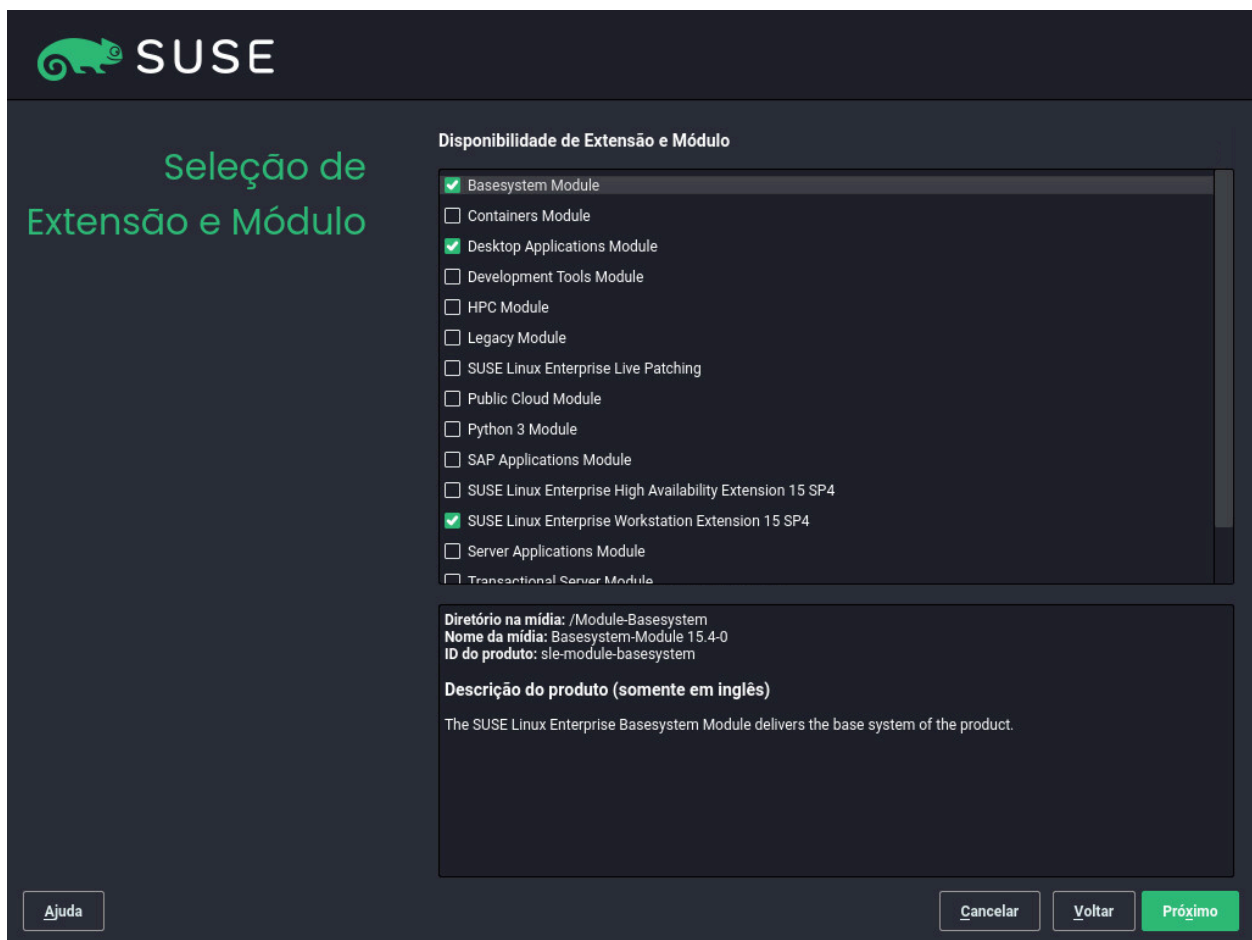 SUSE
Seleção de
Extensão e Módulo
Disponibilidade de Extensão e Módulo
Basesystem Module
Containers Module
Desktop Applications Module
Development Tools Module
HPC Module
Legacy Module
SUSE Linux Enterprise Live Patching
Public Cloud Module
Python 3 Module
SAP Applications Module
SUSE Linux Enterprise High Availability Extension 15 SP4
SUSE Linux Enterprise Workstation Extension 15 SP4
Server Applications Module
Transactional Server Module
Diretório na mídia: /Module-Basesystem
Nome da mídia: Basesystem-Module 15.4-0
ID do produto: sle-module-basesystem
Descrição do produto (somente em inglês)
The SUSE Linux Enterprise Basesystem Module delivers the base system of the product.
Ajuda
Cancelar
Voltar
Próximo